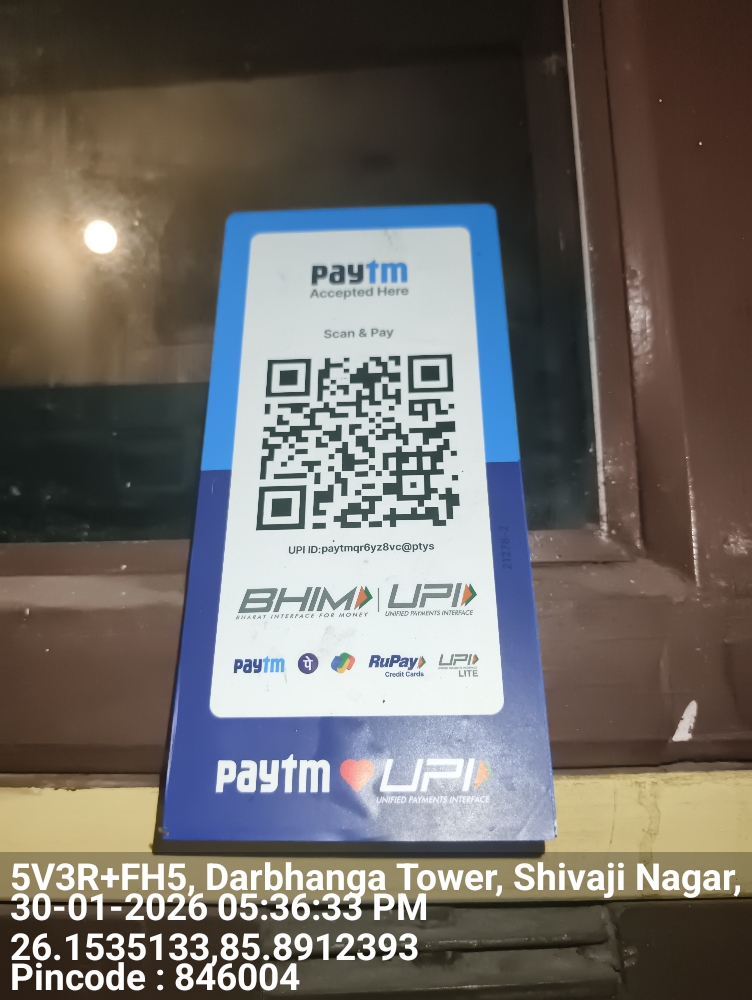 paytm
Accepted Here
Scan & Pay
UPI ID:paytmqr6yz8vc@ptys
BHIM UPI
BHARAT INTERFACE FOR MONEY UNIFIED PAYMENTS INTERFACE
paytm पे RuPay UPI
Credit Cards LITE
paytm UPI
UNIFIED PAYMENTS INTERFACE
5V3R+FH5, Darbhanga Tower, Shivaji Nagar,
30-01-2026 05:36:33 PM
26.1535133,85.8912393
Pincode : 846004